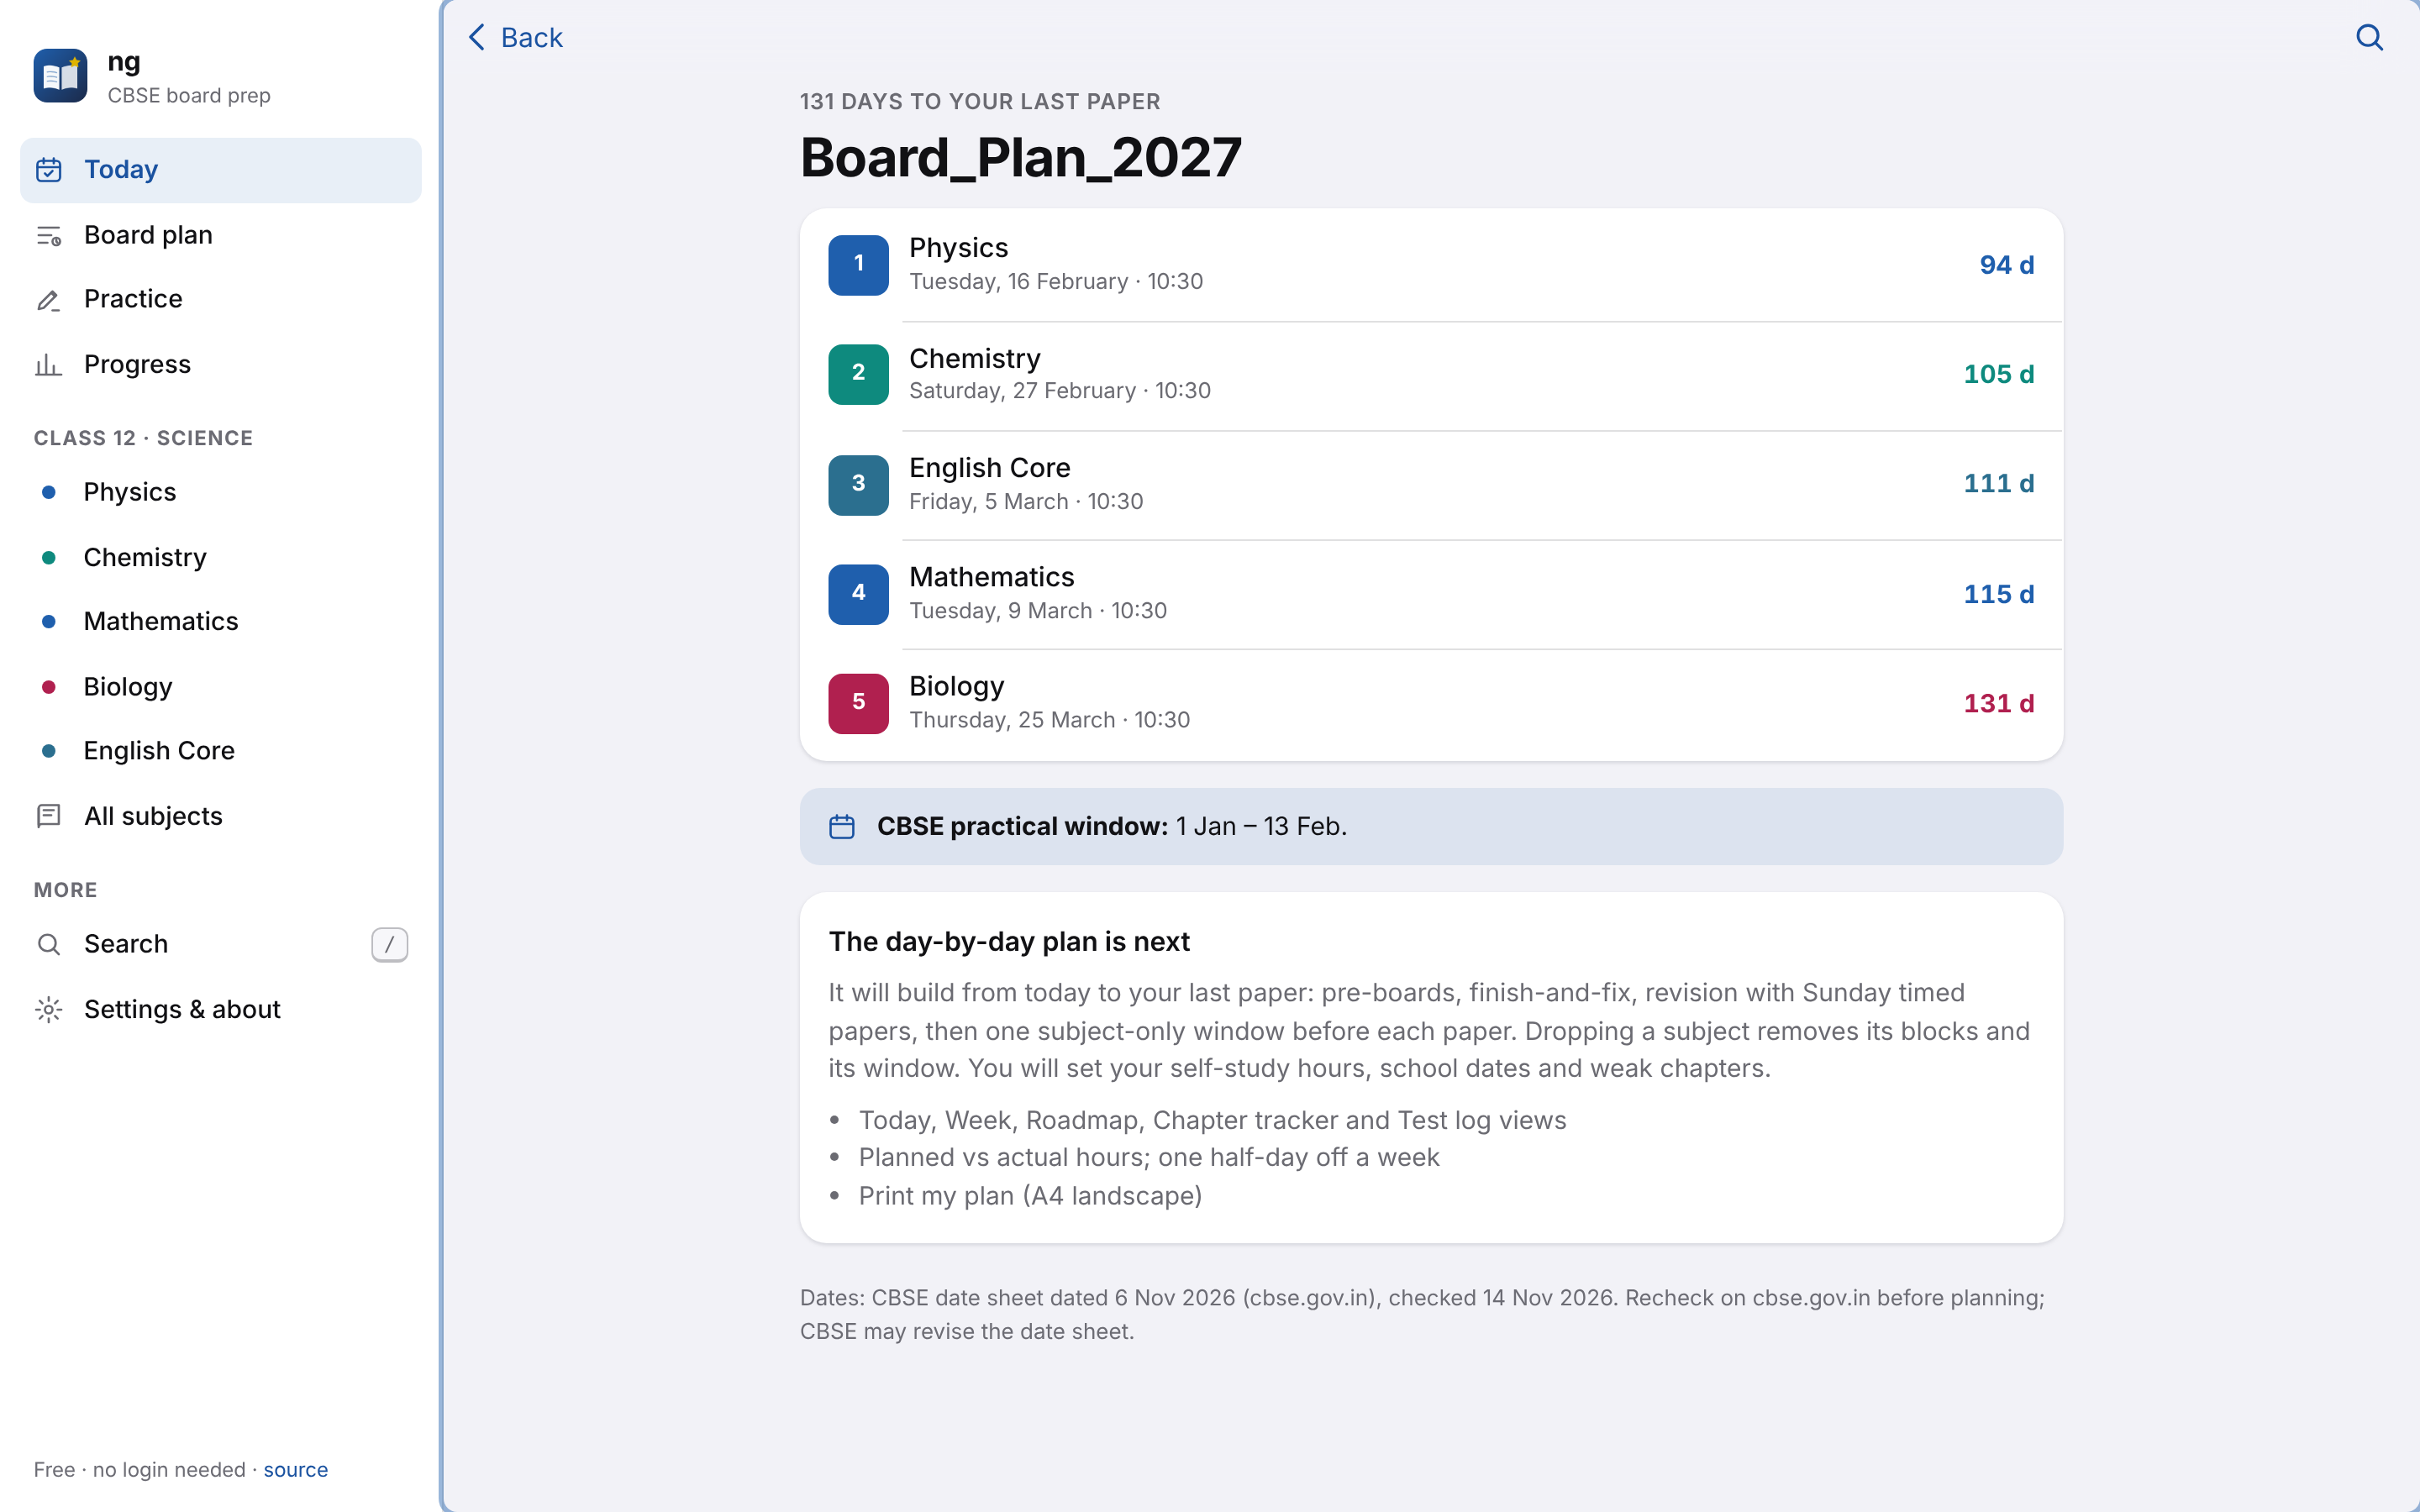 ng
CBSE board prep
Today
Board plan
Practice
Progress
CLASS 12 · SCIENCE
Physics
Chemistry
Mathematics
Biology
English Core
All subjects
MORE
Search
/
Settings & about
Free · no login needed · source
Back
131 DAYS TO YOUR LAST PAPER
Board_Plan_2027
1
Physics
Tuesday, 16 February · 10:30
94 d
2
Chemistry
Saturday, 27 February · 10:30
105 d
3
English Core
Friday, 5 March · 10:30
111 d
4
Mathematics
Tuesday, 9 March · 10:30
115 d
5
Biology
Thursday, 25 March · 10:30
131 d
CBSE practical window: 1 Jan – 13 Feb.
The day-by-day plan is next
It will build from today to your last paper: pre-boards, finish-and-fix, revision with Sunday timed
papers, then one subject-only window before each paper. Dropping a subject removes its blocks and
its window. You will set your self-study hours, school dates and weak chapters.
• Today, Week, Roadmap, Chapter tracker and Test log views
• Planned vs actual hours; one half-day off a week
• Print my plan (A4 landscape)
Dates: CBSE date sheet dated 6 Nov 2026 (cbse.gov.in), checked 14 Nov 2026. Recheck on cbse.gov.in before planning;
CBSE may revise the date sheet.